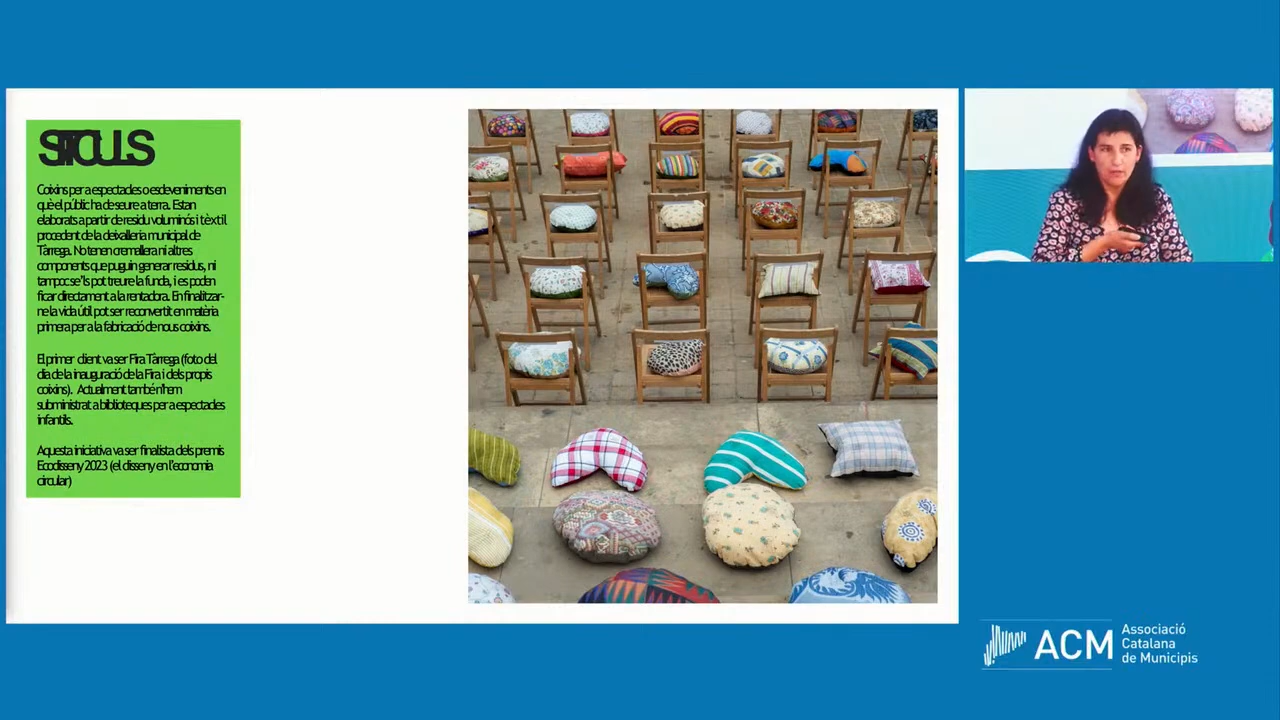 Coixins per a espectacles o esdeveniments en
què el públic ha de seure a terra. Estan
elaborats a partir de residu voluminós i tèxtil
procedent de la deixalleria municipal de
Tàrrega. No tenen cremallera ni altres
components que puguin generar residus, ni
tampoc se'ls pot treure la funda, i es poden
ficar directament a la rentadora. En finalitzar-
ne la vida útil pot ser reconvertit en matèria
primera per a la fabricació de nous coixins.
El primer client va ser Fira Tàrrega (foto del
dia de la inauguració de la Fira i dels propis
coixins). Actualment també n'hem
subministrat a biblioteques per a espectacles
infantils.
Aquesta iniciativa va ser finalista dels premis
Ecodisseny 2023 (el disseny en l'economia
circular)
ACM Associació
Catalana
de Municipis